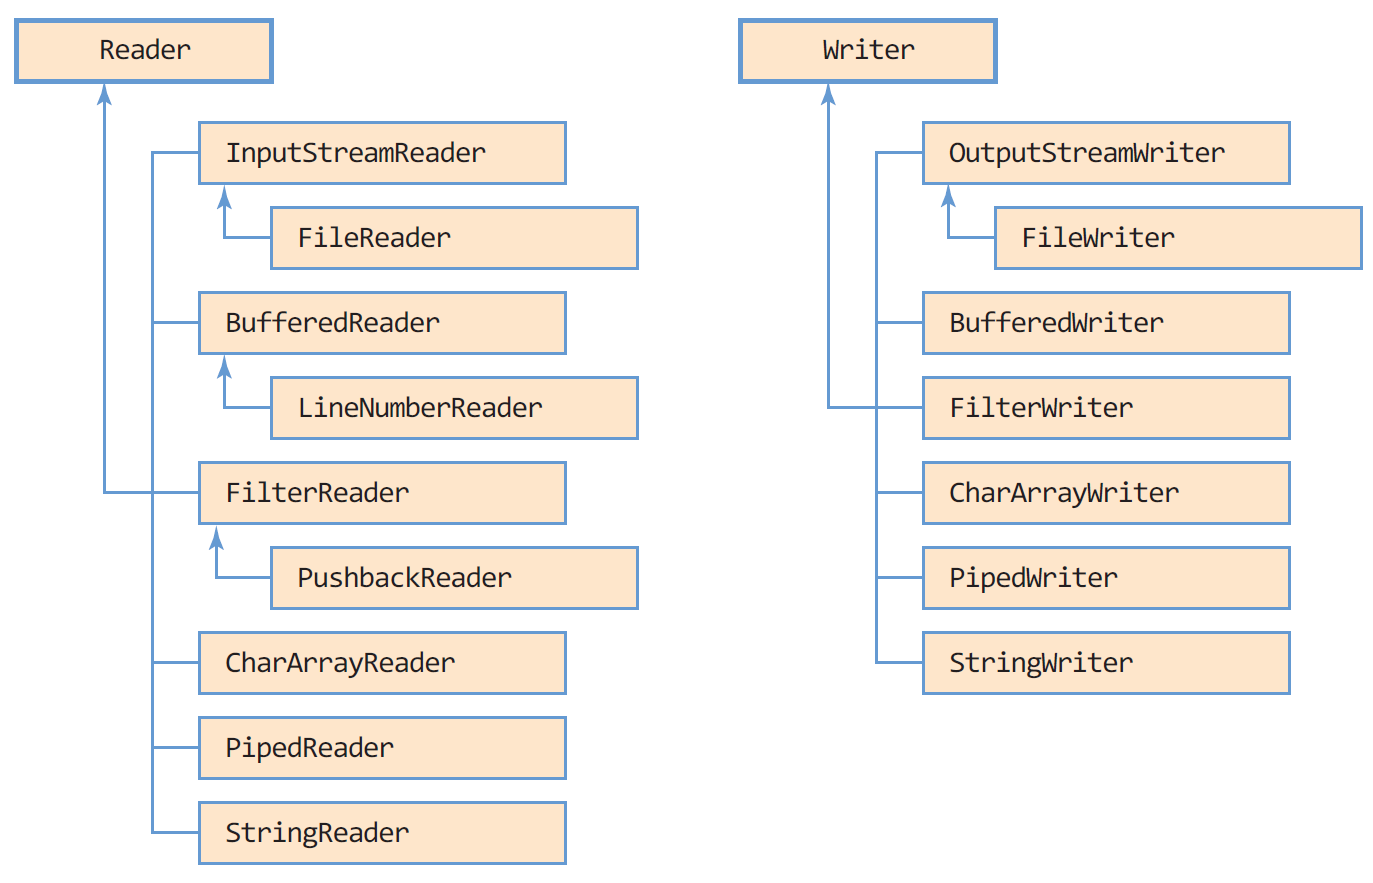 Reader
InputStreamReader
FileReader
BufferedReader
LineNumberReader
FilterReader
PushbackReader
CharArrayReader
PipedReader
StringReader
Writer
OutputStreamWriter
FileWriter
BufferedWriter
FilterWriter
CharArrayWriter
PipedWriter
StringWriter